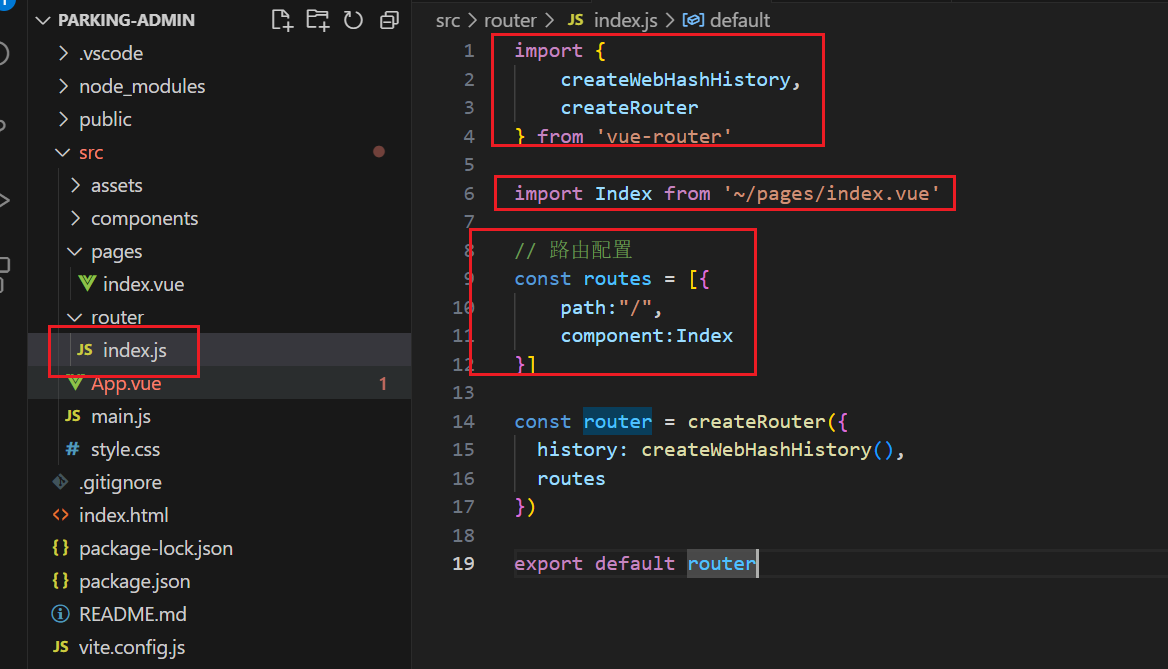 PARKING-ADMIN
.vscode
node_modules
public
src
assets
components
pages
index.vue
router
JS index.js
App.vue 1
JS main.js
# style.css
.gitignore
<> index.html
{} package-lock.json
{} package.json
README.md
JS vite.config.js
src > router > JS index.js > default
1 import {
2 createWebHashHistory,
3 createRouter
4 } from 'vue-router'
5
6 import Index from '~/pages/index.vue'
7
8 // 路由配置
9 const routes = [{
10 path:"/",
11 component:Index
12 }]
13
14 const router = createRouter({
15 history: createWebHashHistory(),
16 routes
17 })
18
19 export default router